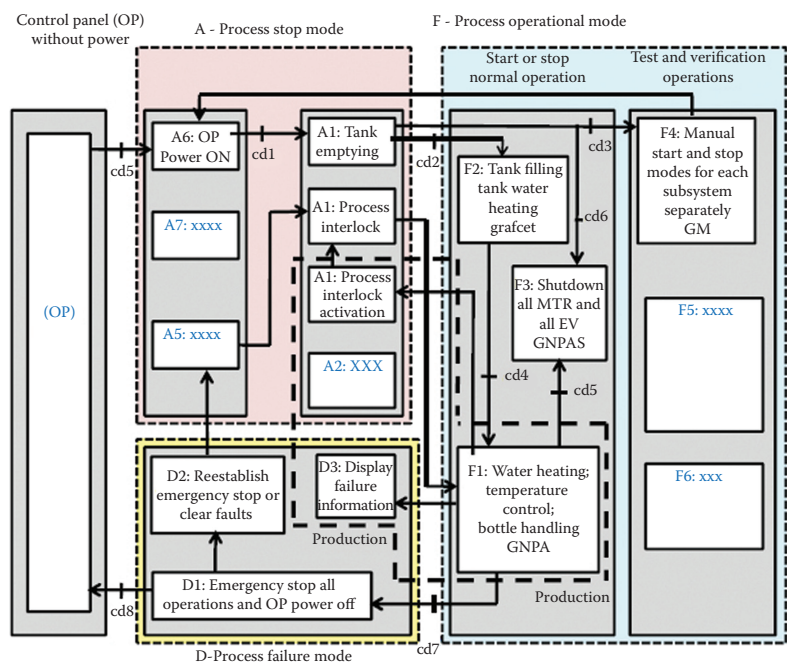 Control panel (OP)
without power
A - Process stop mode
F - Process operational mode
Start or stop
normal operation
Test and verification
operations
(OP)
cd5
A6: OP
Power ON
cd1
A7: xxxx
A5: xxxx
A1: Tank
emptying
cd2
A1: Process
interlock
A1: Process
interlock
activation
A2: XXX
F2: Tank filling
tank water
heating
grafcet
cd3
cd6
F3: Shutdown
all MTR and
all EV
GNPAS
cd4
cd5
F1: Water heating;
temperature
control;
bottle handling
GNPA
F4: Manual
start and stop
modes for each
subsystem
separately
GM
F5: xxxx
F6: xxx
D2: Reestablish
emergency stop or
clear faults
D3: Display
failure
information
Production
Production
D1: Emergency stop all
operations and OP power off
cd8
cd7
D-Process failure mode